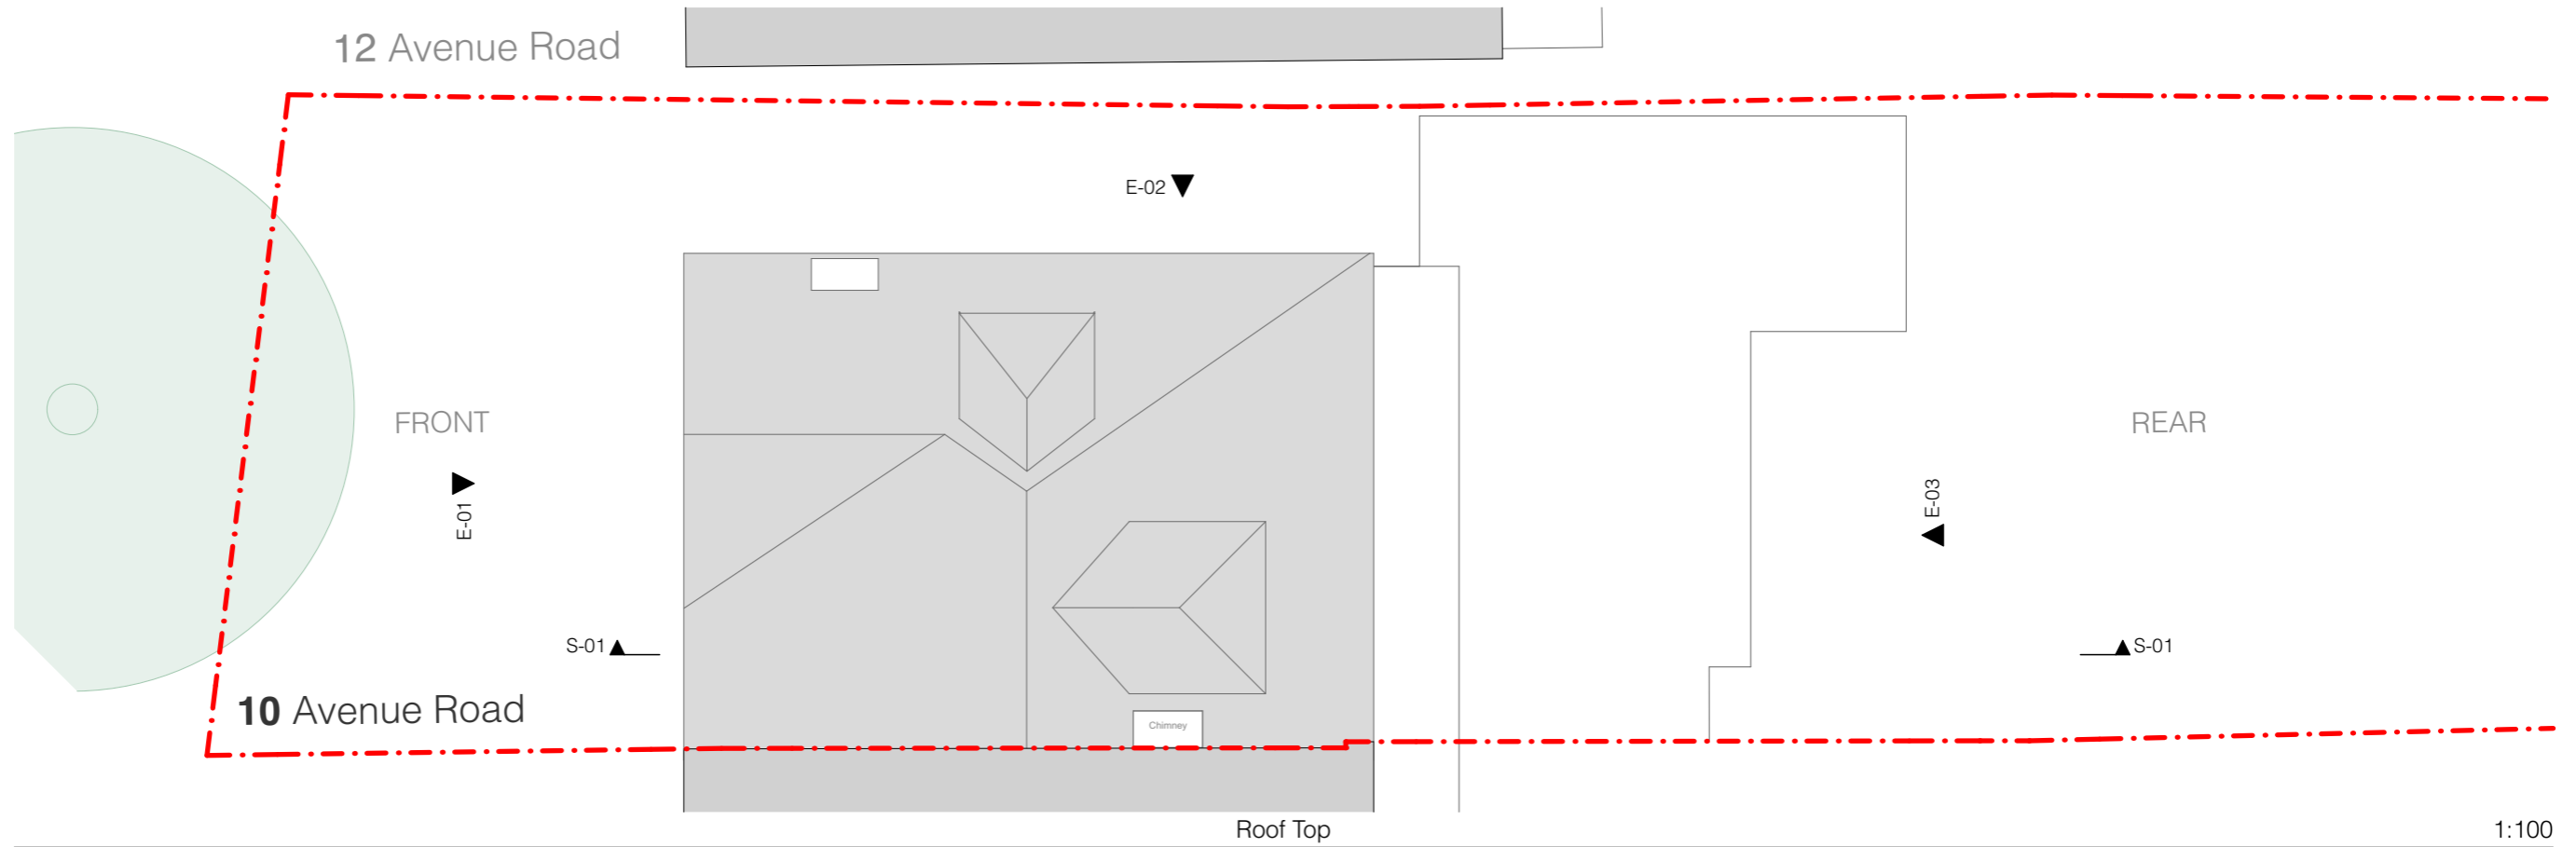 12 Avenue Road
E-02
FRONT
REAR
E-01
E-03
S-01
S-01
10 Avenue Road
Chimney
Roof Top
1:100